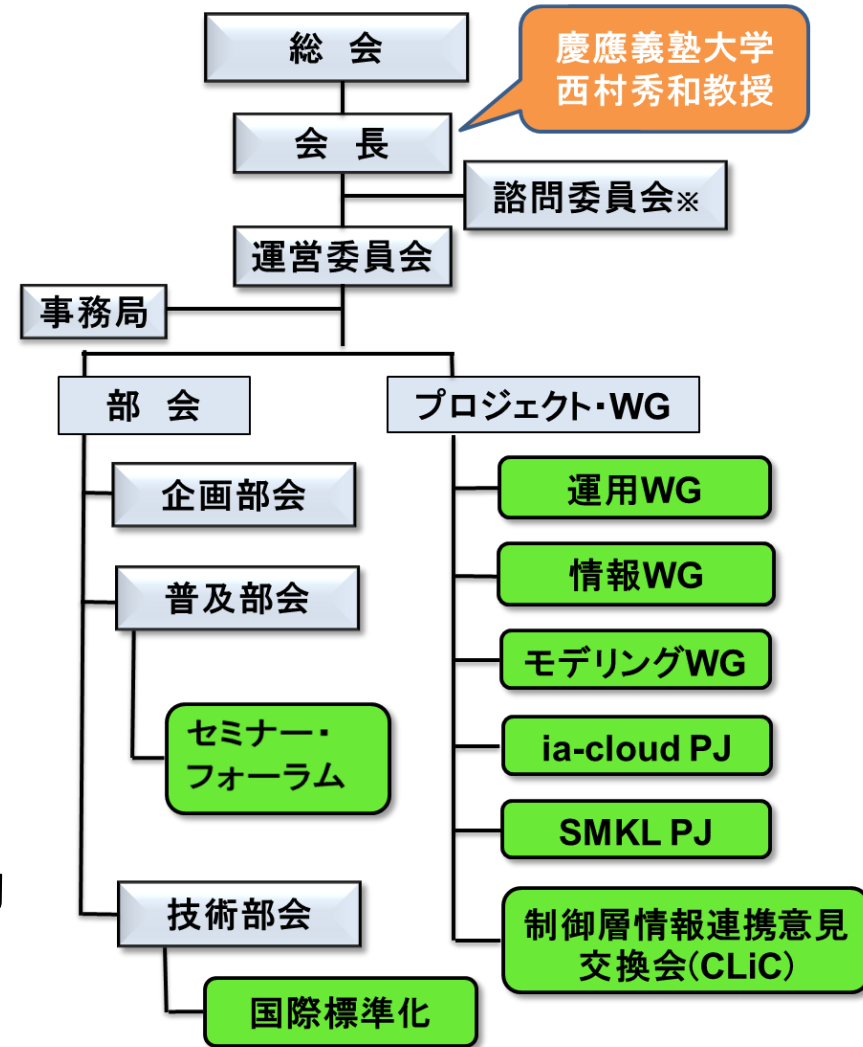 総 会
慶應義塾大学
西村秀和教授
会 長
諮問委員会※
運営委員会
事務局
部 会
プロジェクト・WG
企画部会
普及部会
セミナー・
フォーラム
技術部会
国際標準化
運用WG
情報WG
モデリングWG
ia-cloud PJ
SMKL PJ
制御層情報連携意見
交換会(CLiC)